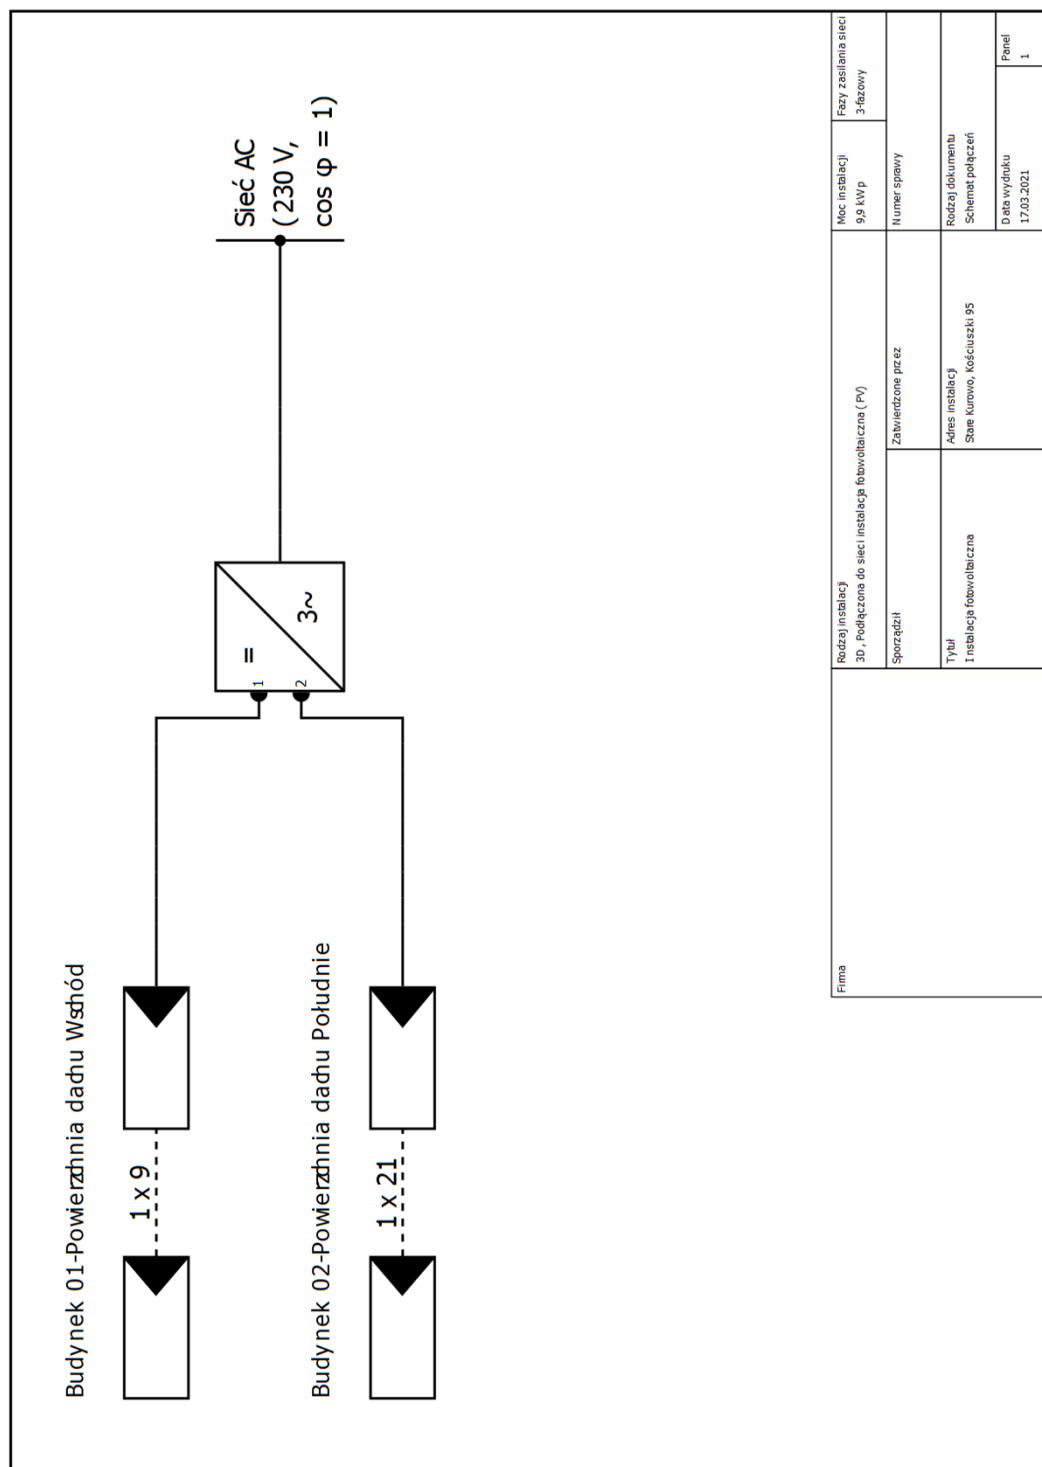 Budynek 01-Powierzchnia dachu Wschód
1 x 9
Budynek 02-Powierzchnia dachu Południe
1 x 21
1
2
=
3~
Sieć AC
(230 V,
cos φ = 1)
Firma
Rodzaj instalacji
3D, Podłączona do sieci instalacja fotowoltaiczna (PV)
Moc instalacji
9,9 kWp
Fazy zasilania sieci
3-fazowy
Sporządził
Zatwierdzone przez
Numer sprawy
Tytuł
Instalacja fotowoltaiczna
Adres instalacji
Stare Kurowo, Kościuszki 95
Rodzaj dokumentu
Schemat połączeń
Data wydruku
17.03.2021
Panel
1